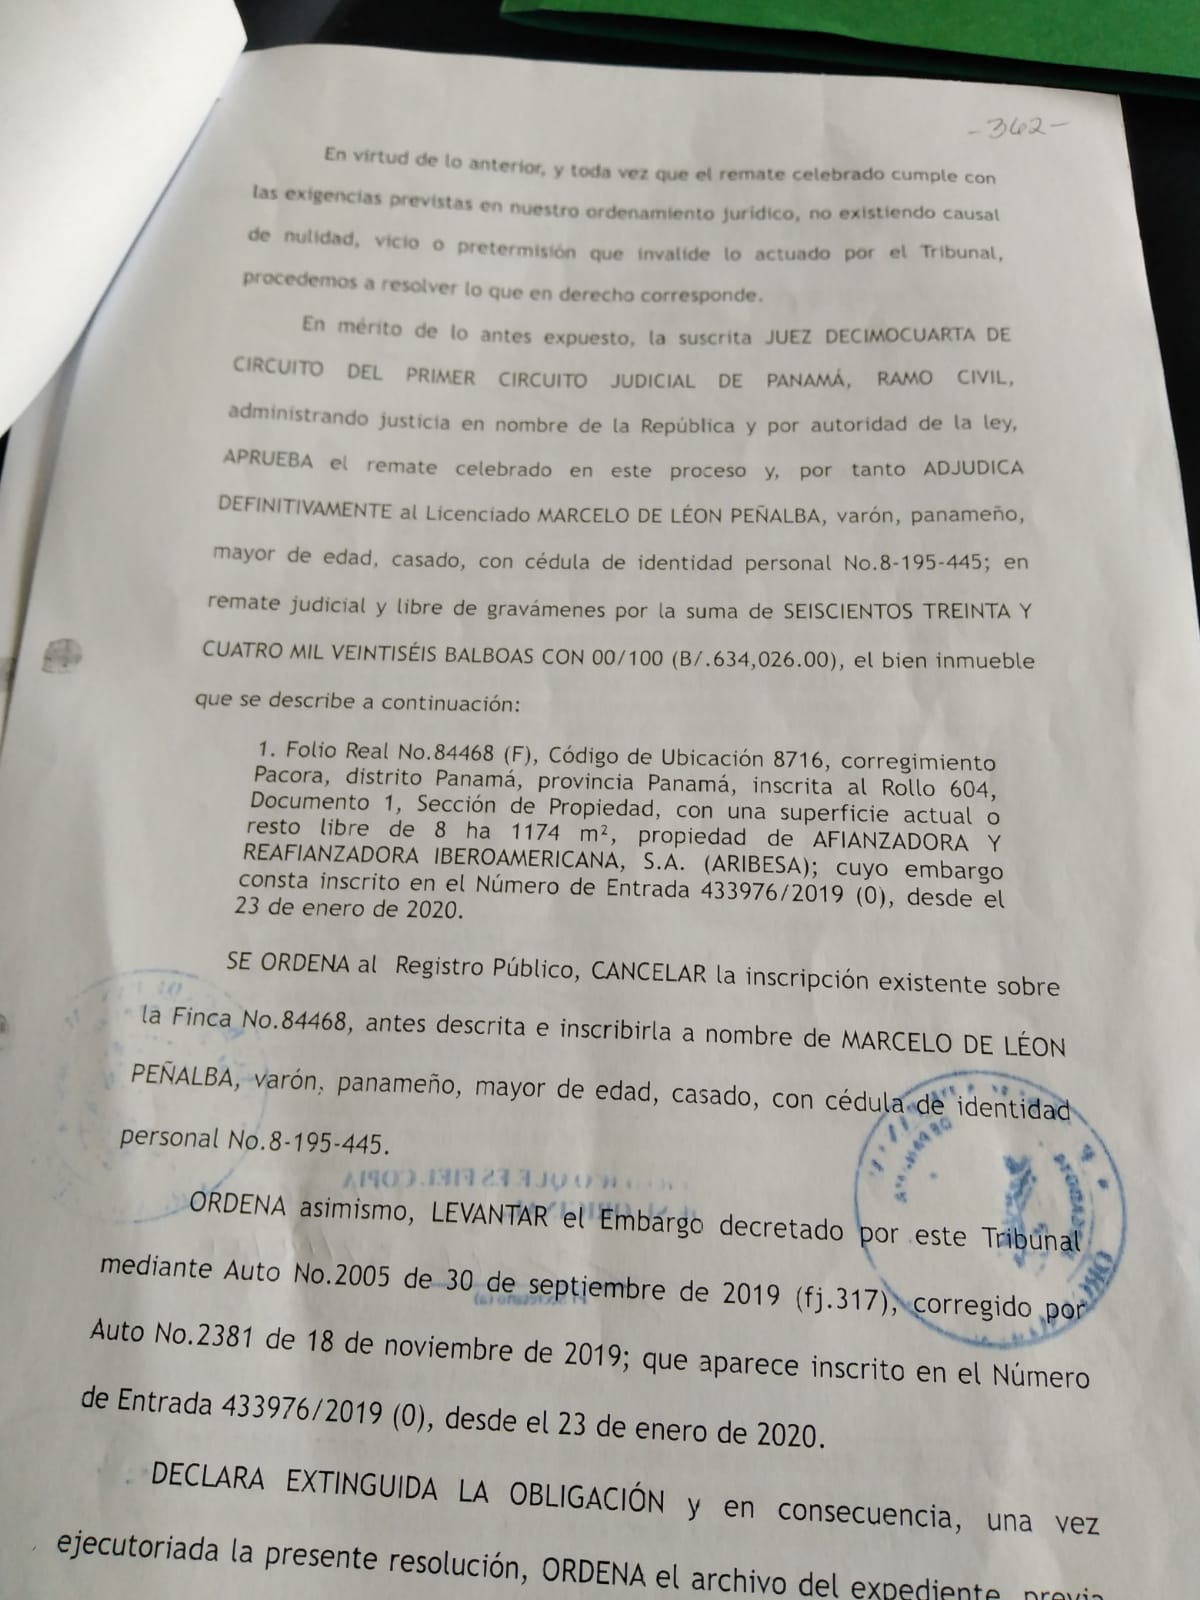 -362-
En virtud de lo anterior, y toda vez que el remate celebrado cumple con
las exigencias previstas en nuestro ordenamiento jurídico, no existiendo causal
de nulidad, vicio o pretermisión que invalide lo actuado por el Tribunal,
procedemos a resolver lo que en derecho corresponde.
En mérito de lo antes expuesto, la suscrita JUEZ DECIMOCUARTA DE
CIRCUITO DEL PRIMER CIRCUITO JUDICIAL DE PANAMÁ, RAMO CIVIL,
administrando justicia en nombre de la República y por autoridad de la ley,
APRUEBA el remate celebrado en este proceso y, por tanto ADJUDICA
DEFINITIVAMENTE al Licenciado MARCELO DE LÉON PEÑALBA, varón, panameño,
mayor de edad, casado, con cédula de identidad personal No.8-195-445; en
remate judicial y libre de gravámenes por la suma de SEISCIENTOS TREINTA Y
CUATRO MIL VEINTISÉIS BALBOAS CON 00/100 (B/.634,026.00), el bien inmueble
que se describe a continuación:
1. Folio Real No.84468 (F), Código de Ubicación 8716, corregimiento
Pacora, distrito Panamá, provincia Panamá, inscrita al Rollo 604,
Documento 1, Sección de Propiedad, con una superficie actual o
resto libre de 8 ha 1174 m², propiedad de AFIANZADORA Y
REAFIANZADORA IBEROAMERICANA, S.A. (ARIBESA); cuyo embargo
consta inscrito en el Número de Entrada 433976/2019 (0), desde el
23 de enero de 2020.
SE ORDENA al Registro Público, CANCELAR la inscripción existente sobre
la Finca No.84468, antes descrita e inscribirla a nombre de MARCELO DE LÉON
PEÑALBA, varón, panameño, mayor de edad, casado, con cédula de identidad
personal No.8-195-445.
ORDENA asimismo, LEVANTAR el Embargo decretado por este Tribunal
mediante Auto No.2005 de 30 de septiembre de 2019 (fj.317), corregido por
Auto No.2381 de 18 de noviembre de 2019; que aparece inscrito en el Número
de Entrada 433976/2019 (0), desde el 23 de enero de 2020.
DECLARA EXTINGUIDA LA OBLIGACIÓN y en consecuencia, una vez
ejecutoriada la presente resolución, ORDENA el archivo del expediente, previa